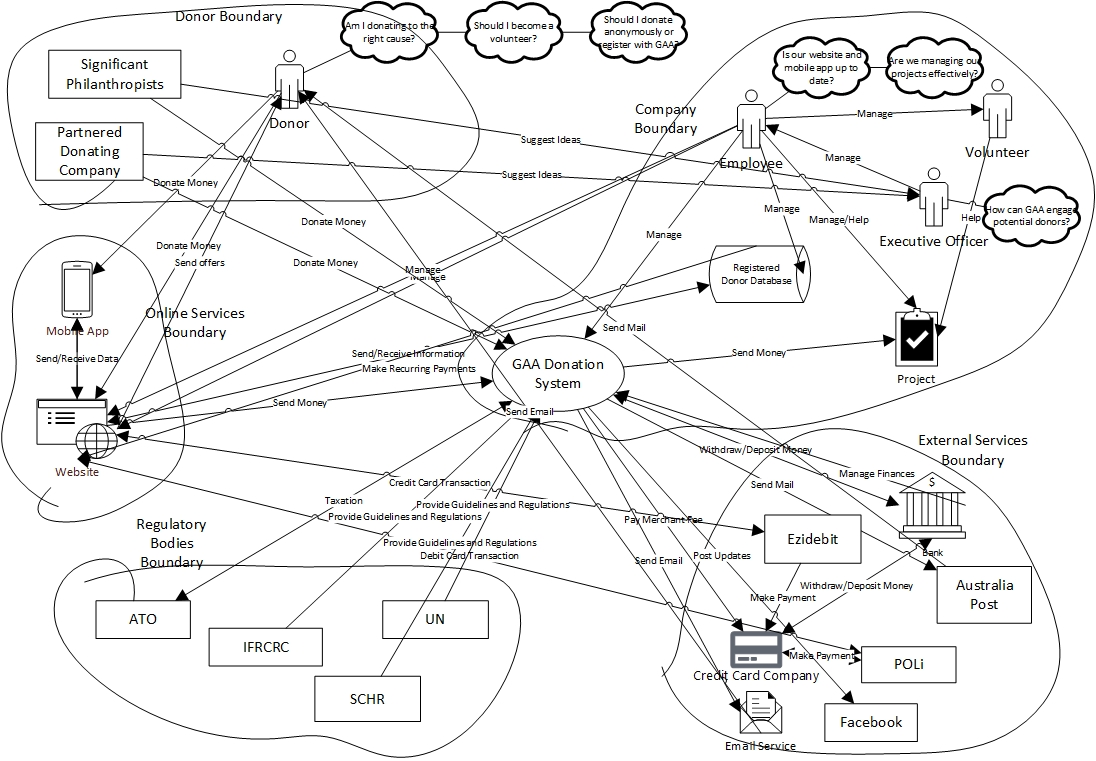 Donor Boundary
Am I donating to the
right cause?
Should I become a
volunteer?
Should I donate
anonymously or
register with GAA?
Significant
Philanthropists
Donor
Partnered
Donating
Company
Is our website and
mobile app up to
date?
Are we managing our
projects effectively?
Company
Boundary
Employee
Manage
Volunteer
Suggest Ideas
Manage
Suggest Ideas
Executive Officer
How can GAA engage
potential donors?
Help
Donate Money
Donate Money
Manage
Manage/Help
Manage
Donate Money
Send offers
Donate Money
Manage
Manage
Registered
Donor Database
Mobile App
Online Services
Boundary
Send/Receive Data
Send Mail
Send/Receive Information
Make Recurring Payments
GAA Donation
System
Send Money
Project
Send Money
Send Email
Website
External Services
Boundary
Withdraw/Deposit Money
Manage Finances
$
Bank
Credit Card Transaction
Send Mail
Taxation
Provide Guidelines and Regulations
Provide Guidelines and Regulations
Pay Merchant Fee
Regulatory
Bodies
Boundary
Provide Guidelines and Regulations
Debit Card Transaction
Send Email
Post Updates
Ezidebit
Withdraw/Deposit Money
Make Payment
Australia
Post
ATO
IFRCRC
UN
SCHR
Make Payment
POLi
Credit Card Company
Facebook
Email Service